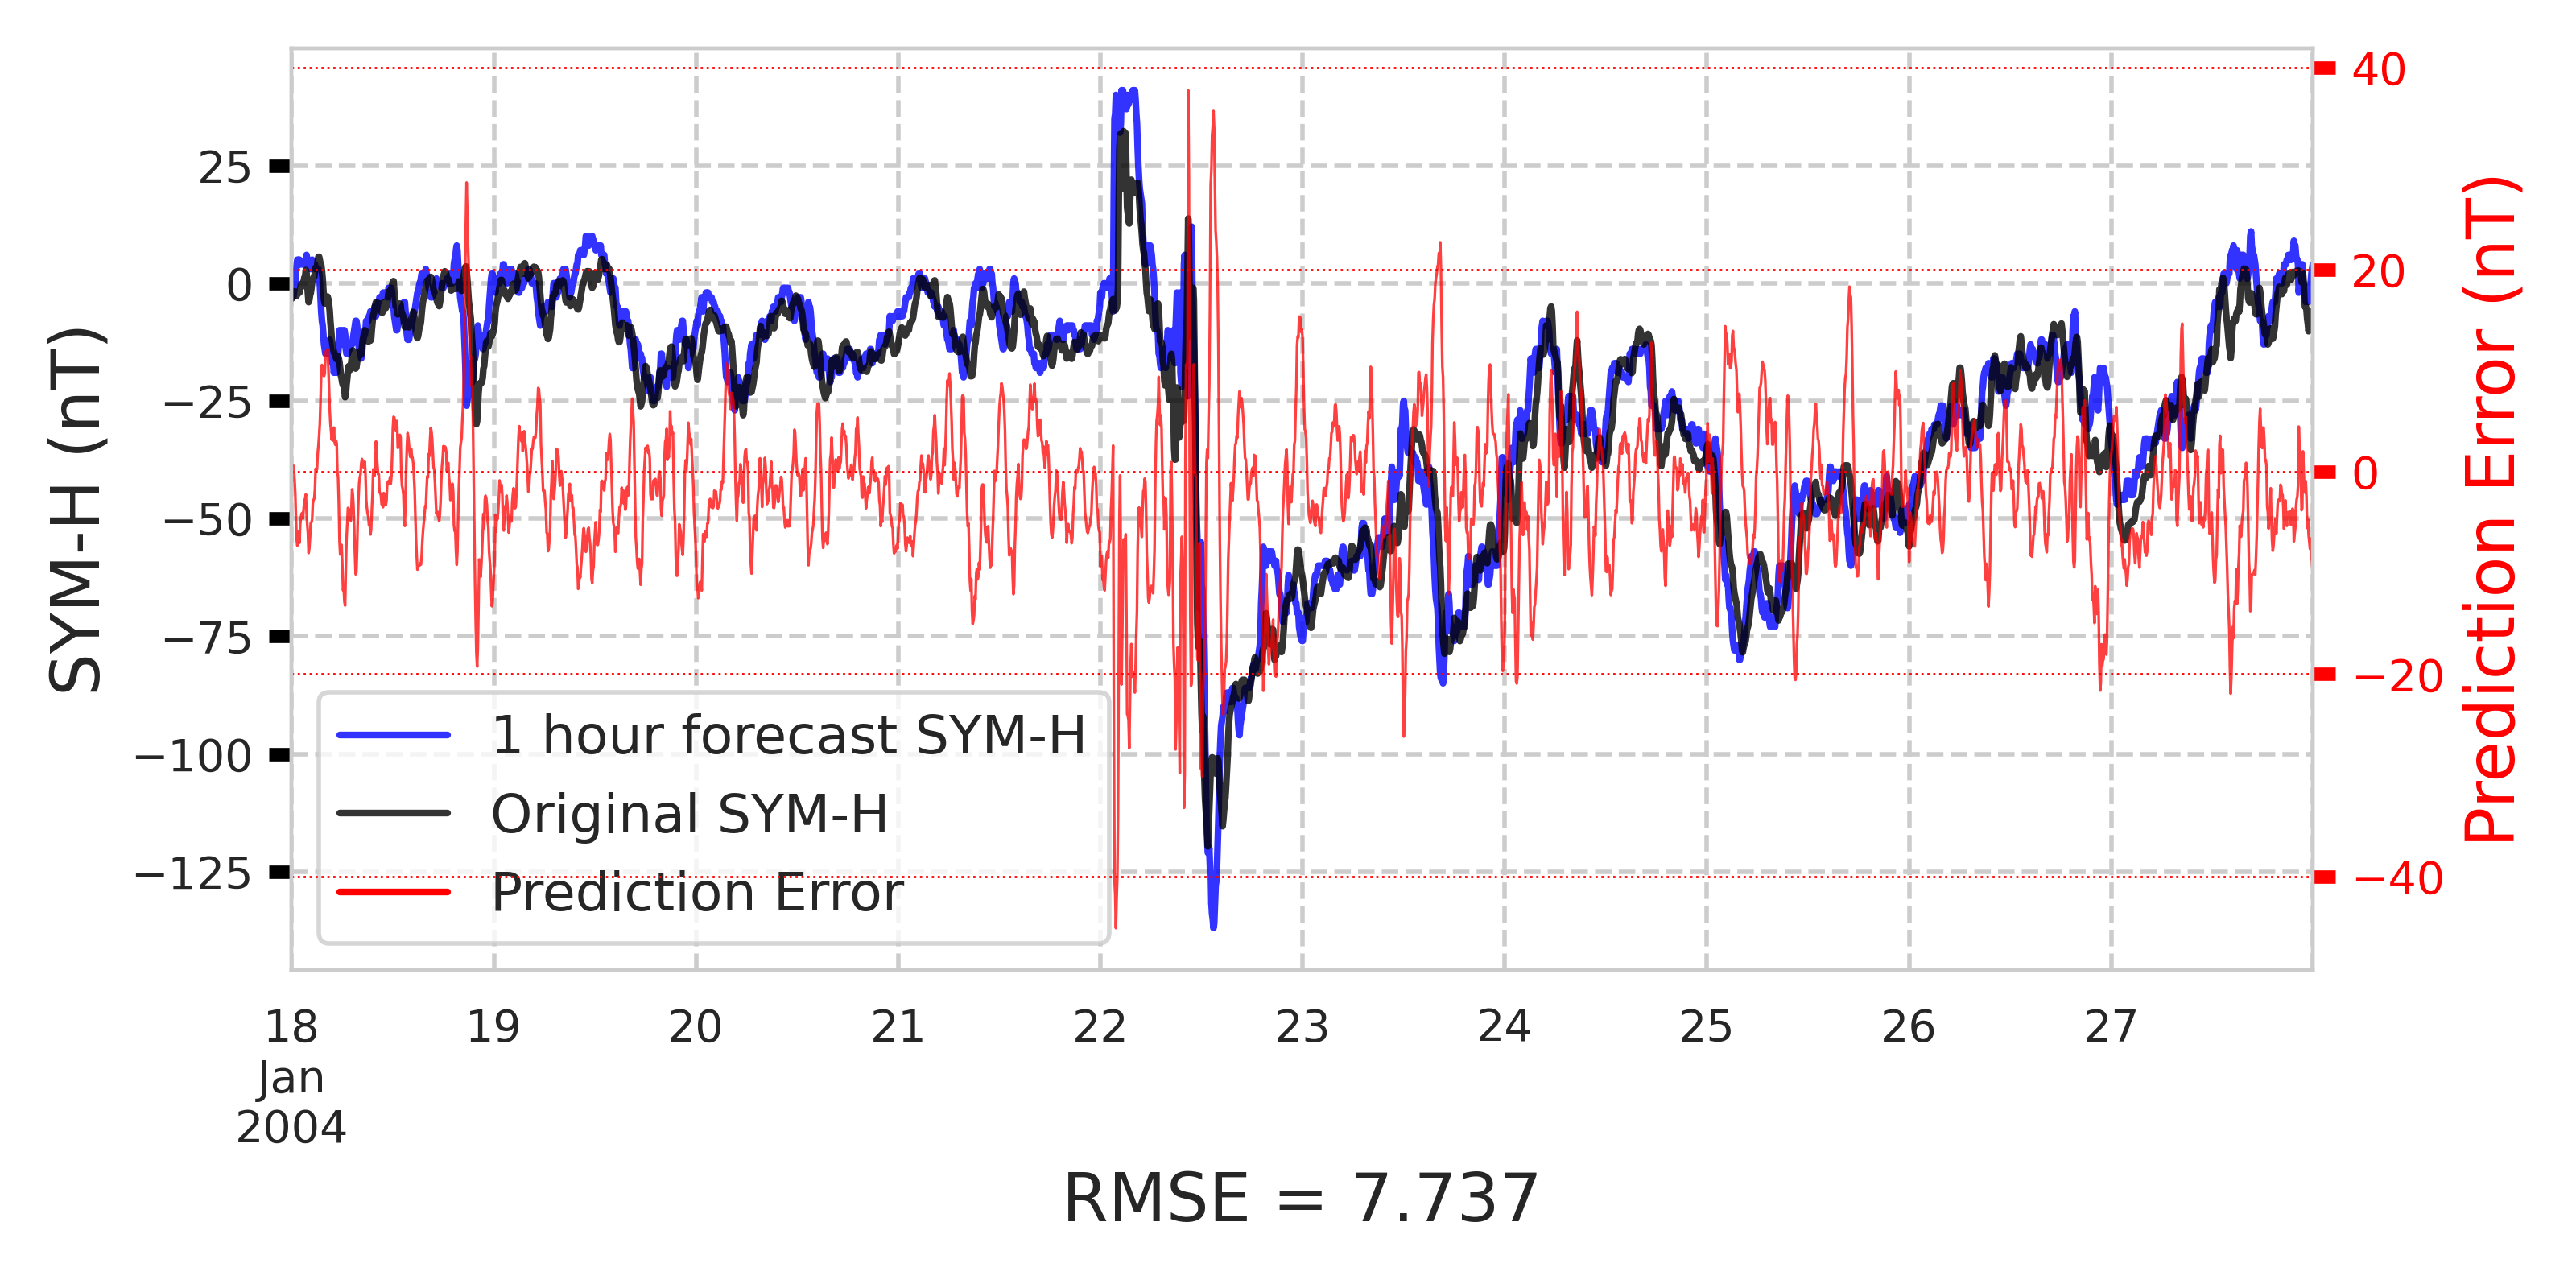 SYM-H (nT)
25
0
−25
−50
−75
−100
−125
1 hour forecast SYM-H
Original SYM-H
Prediction Error
40
20
0
−20
−40
Prediction Error (nT)
18 19 20 21 22 23 24 25 26 27
Jan
2004
RMSE = 7.737